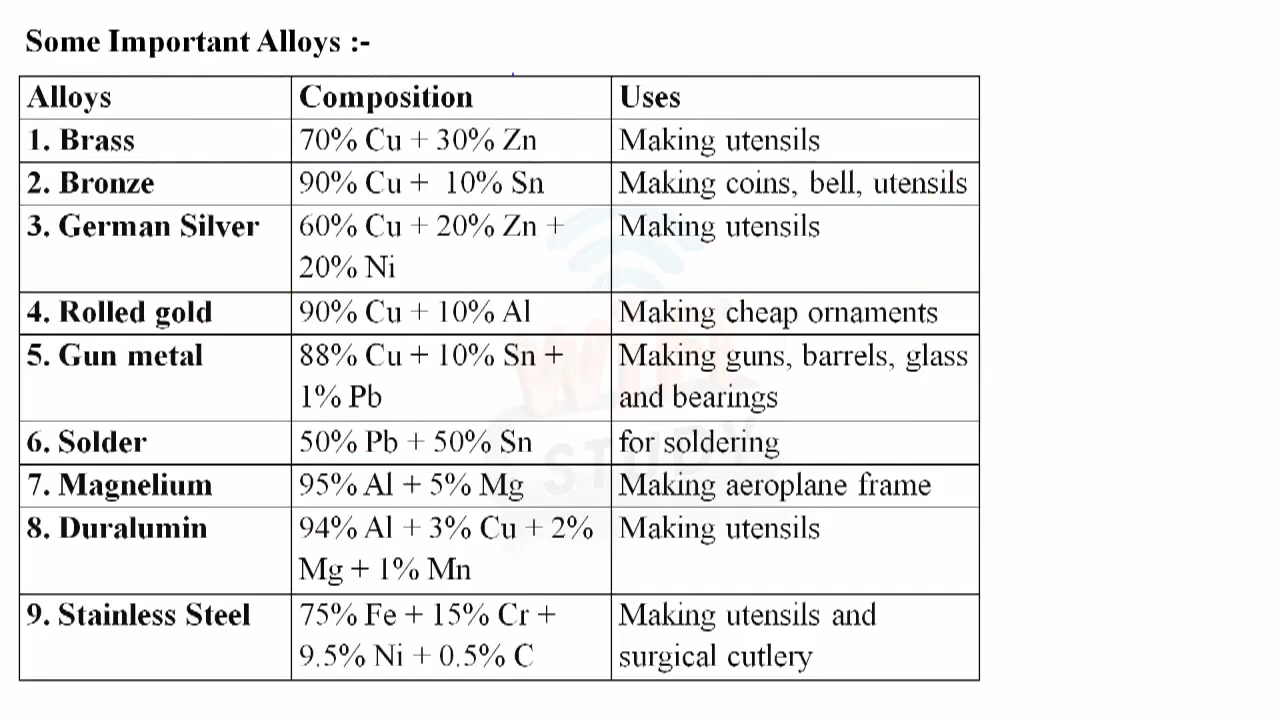 Some Important Alloys :-
Alloys Composition Uses
1. Brass 70% Cu + 30% Zn Making utensils
2. Bronze 90% Cu + 10% Sn Making coins, bell, utensils
3. German Silver 60% Cu + 20% Zn + Making utensils
20% Ni
4. Rolled gold 90% Cu + 10% Al Making cheap ornaments
5. Gun metal 88% Cu + 10% Sn + Making guns, barrels, glass
1% Pb and bearings
6. Solder 50% Pb + 50% Sn for soldering
7. Magnelium 95% Al + 5% Mg Making aeroplane frame
8. Duralumin 94% Al + 3% Cu + 2% Making utensils
Mg + 1% Mn
9. Stainless Steel 75% Fe + 15% Cr + Making utensils and
9.5% Ni + 0.5% C surgical cutlery
WiFi
STUDY